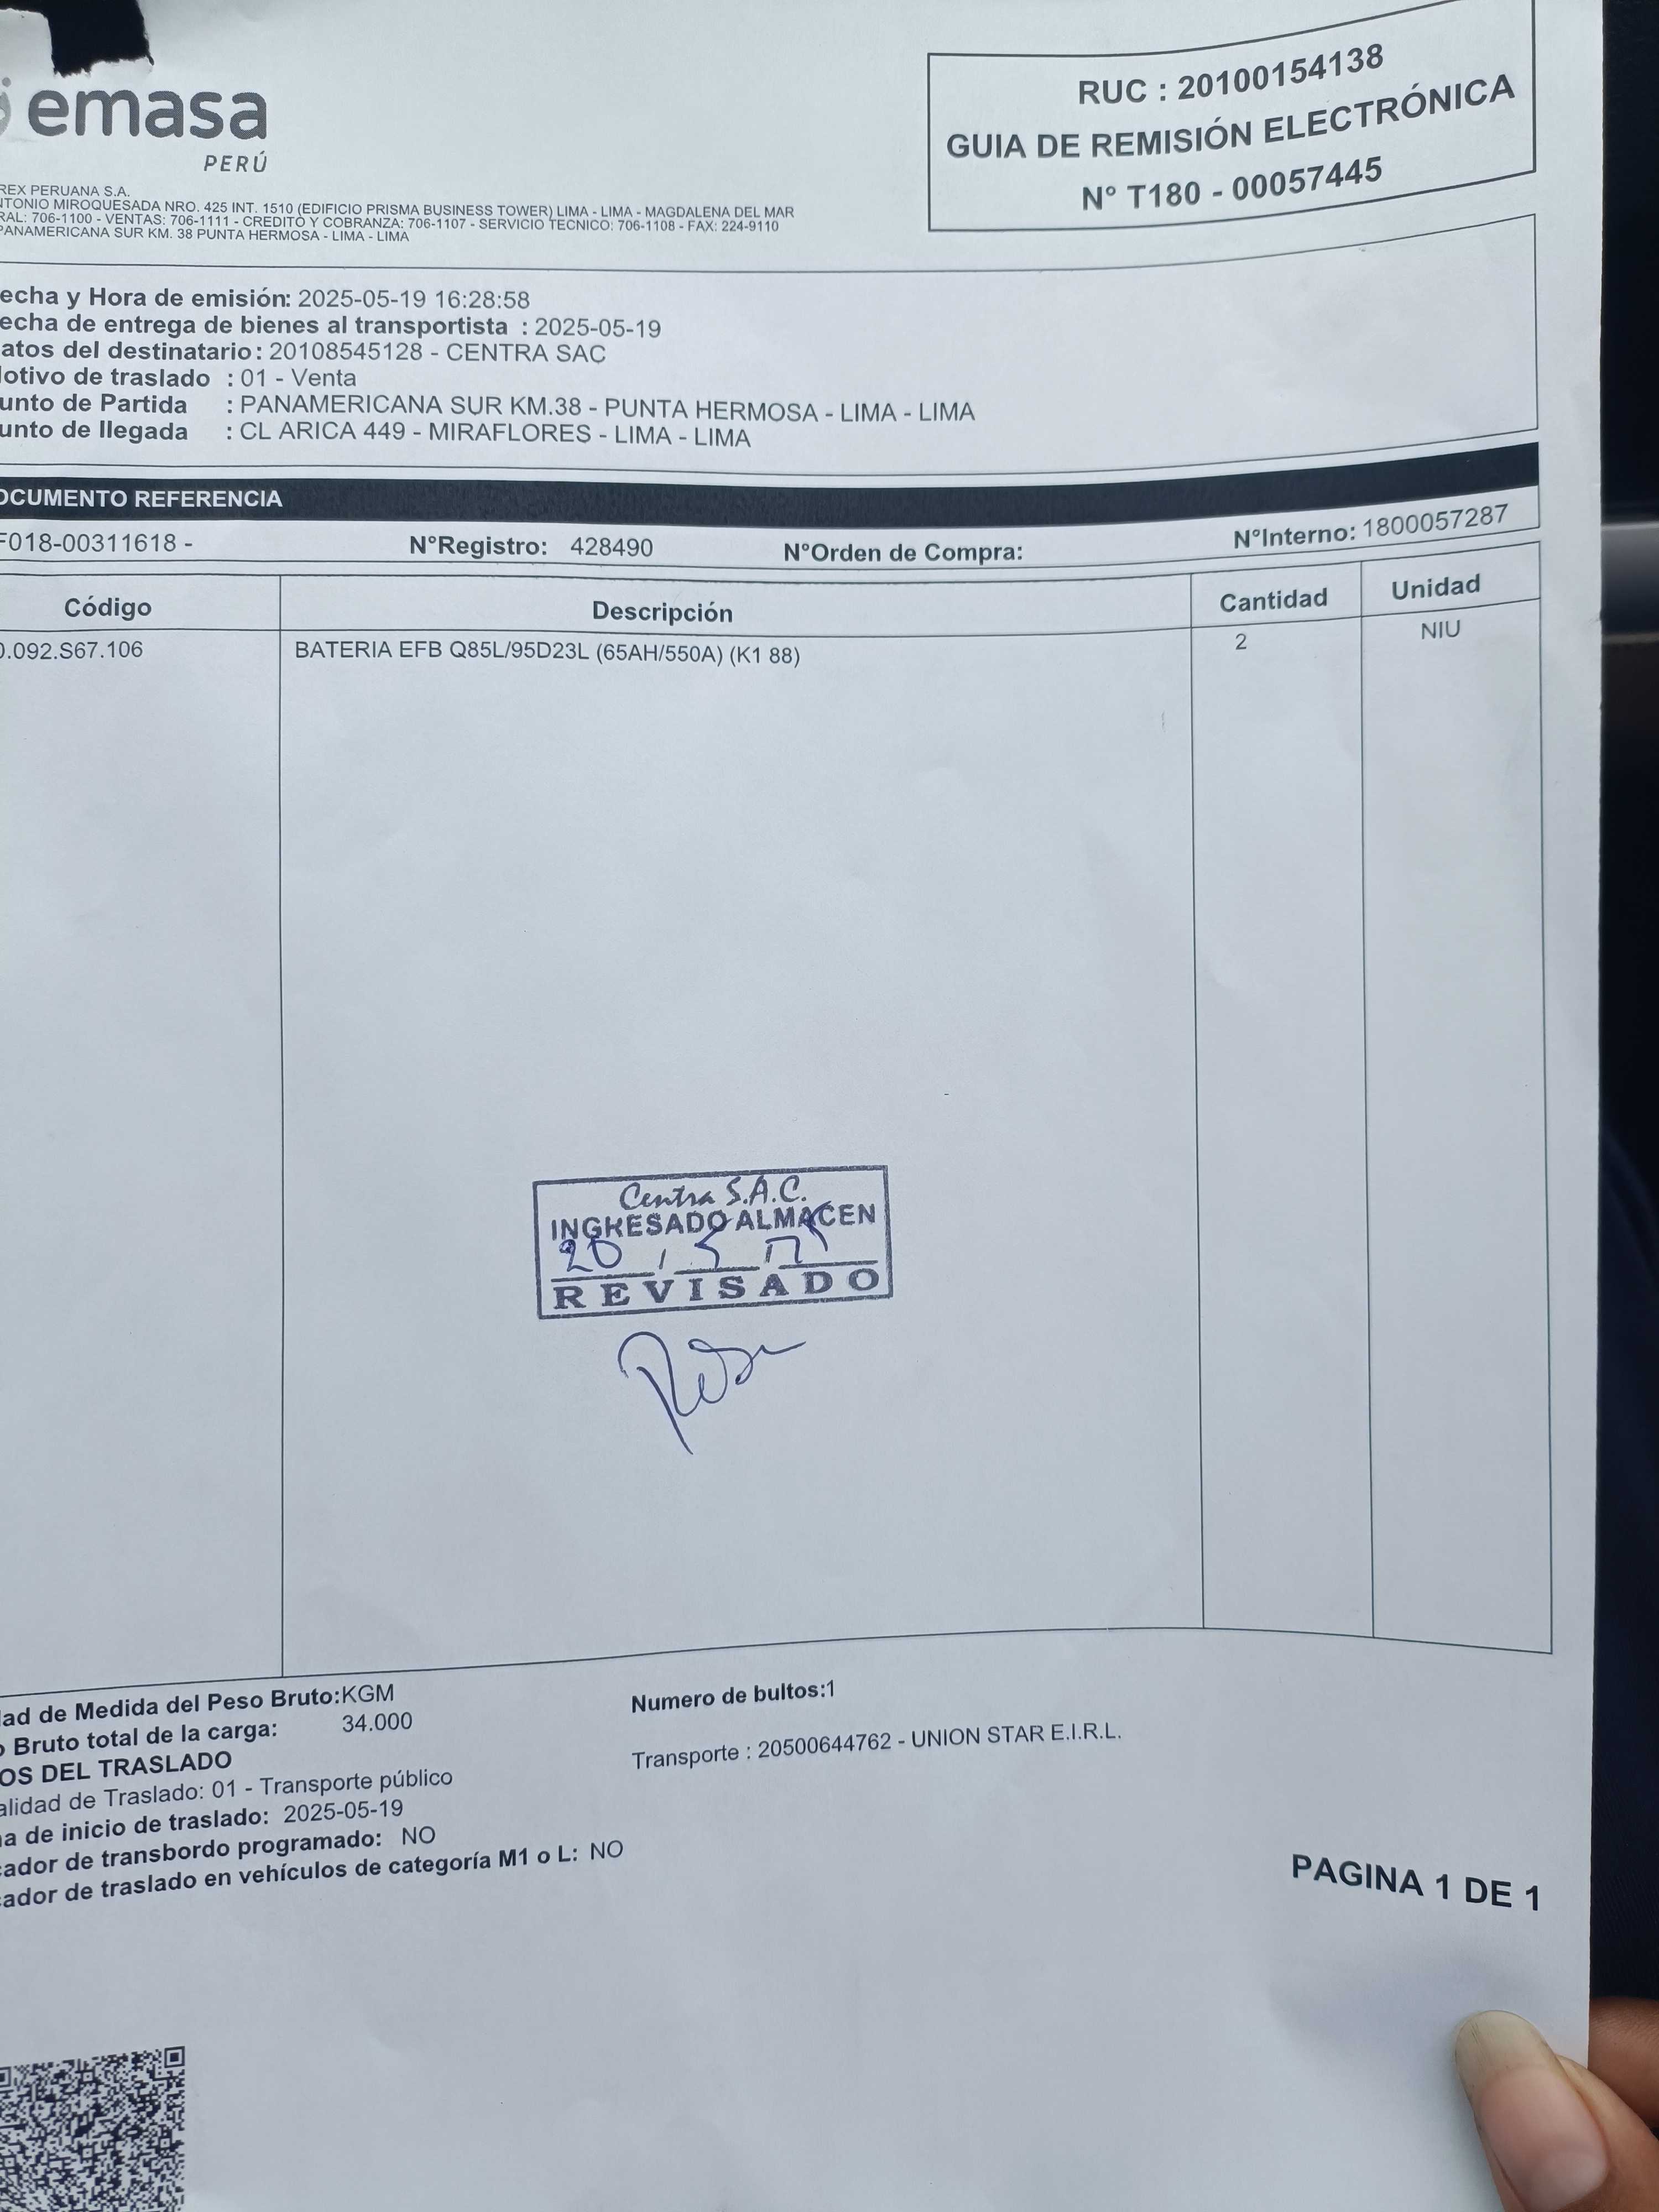 emasa
PERÚ
RUC : 20100154138
GUIA DE REMISIÓN ELECTRÓNICA
N° T180 - 00057445
REX PERUANA S.A.
NTONIO MIROQUESADA NRO. 425 INT. 1510 (EDIFICIO PRISMA BUSINESS TOWER) LIMA - LIMA - MAGDALENA DEL MAR
RAL: 706-1100 - VENTAS: 706-1111 - CREDITO Y COBRANZA: 706-1107 - SERVICIO TECNICO: 706-1108 - FAX: 224-9110
PANAMERICANA SUR KM. 38 PUNTA HERMOSA - LIMA - LIMA
echa y Hora de emisión: 2025-05-19 16:28:58
echa de entrega de bienes al transportista : 2025-05-19
atos del destinatario: 20108545128 - CENTRA SAC
otivo de traslado : 01 - Venta
unto de Partida : PANAMERICANA SUR KM.38 - PUNTA HERMOSA - LIMA - LIMA
unto de llegada : CL ARICA 449 - MIRAFLORES - LIMA - LIMA
OCUMENTO REFERENCIA
F018-00311618 - N°Registro: 428490 N°Orden de Compra: N°Interno: 1800057287
Código Descripción Cantidad Unidad
0.092.S67.106 BATERIA EFB Q85L/95D23L (65AH/550A) (K1 88) 2 NIU
Centra S.A.C.
INGRESADO ALMACEN
20 / 5
REVISADO
ad de Medida del Peso Bruto:KGM Numero de bultos:1
o Bruto total de la carga: 34.000
OS DEL TRASLADO Transporte : 20500644762 - UNION STAR E.I.R.L.
alidad de Traslado: 01 - Transporte público
a de inicio de traslado: 2025-05-19
cador de transbordo programado: NO
cador de traslado en vehículos de categoría M1 o L: NO
PAGINA 1 DE 1